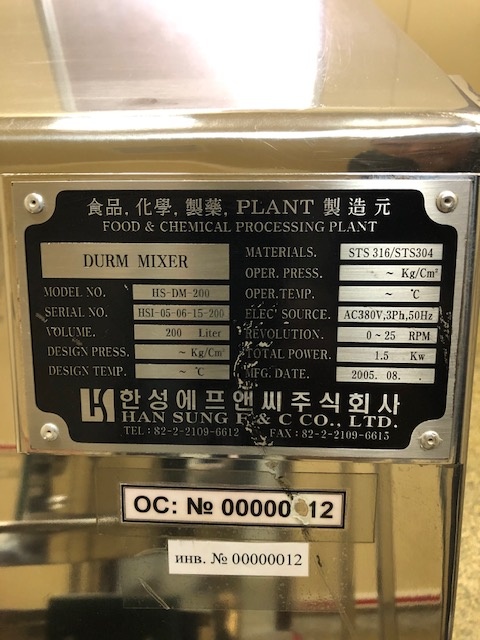 食品, 化學, 製藥, PLANT 製造元
FOOD & CHEMICAL PROCESSING PLANT
DURM MIXER
MODEL NO. HS-DM-200
SERIAL NO. HSI-05-06-15-200
VOLUME. 200 Liter
DESIGN PRESS. ~ Kg/Cm²
DESIGN TEMP. ~ ℃
MATERIALS. STS 316/STS304
OPER. PRESS. ~ Kg/Cm²
OPER.TEMP. ~ ℃
ELEC' SOURCE. AC380V,3Ph,50Hz
REVOLUTION. 0~25 RPM
TOTAL POWER. 1.5 Kw
MFG. DATE. 2005. 08. .
한성에프앤씨주식회사
HAN SUNG F & C CO., LTD.
TEL : 82-2-2109-6612 FAX : 82-2-2109-6613
ОС: № 00000 12
инв. № 00000012